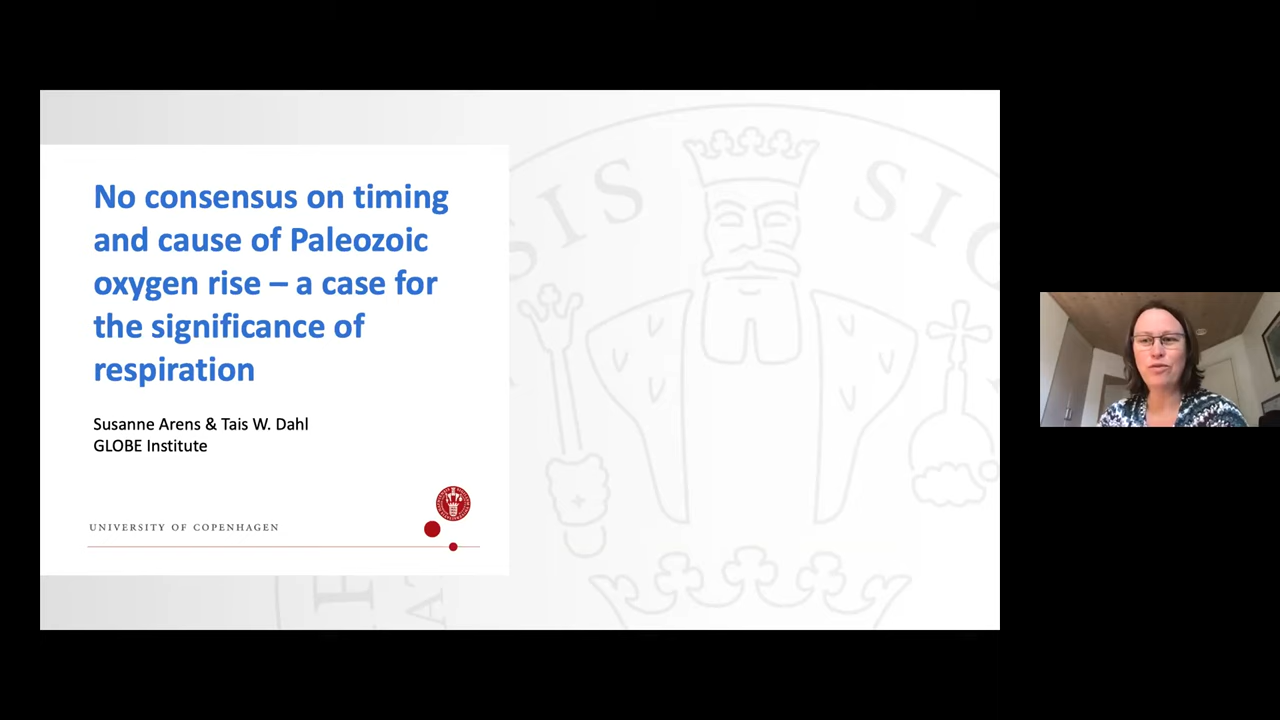 No consensus on timing
and cause of Paleozoic
oxygen rise – a case for
the significance of
respiration
Susanne Arens & Tais W. Dahl
GLOBE Institute
UNIVERSITY OF COPENHAGEN